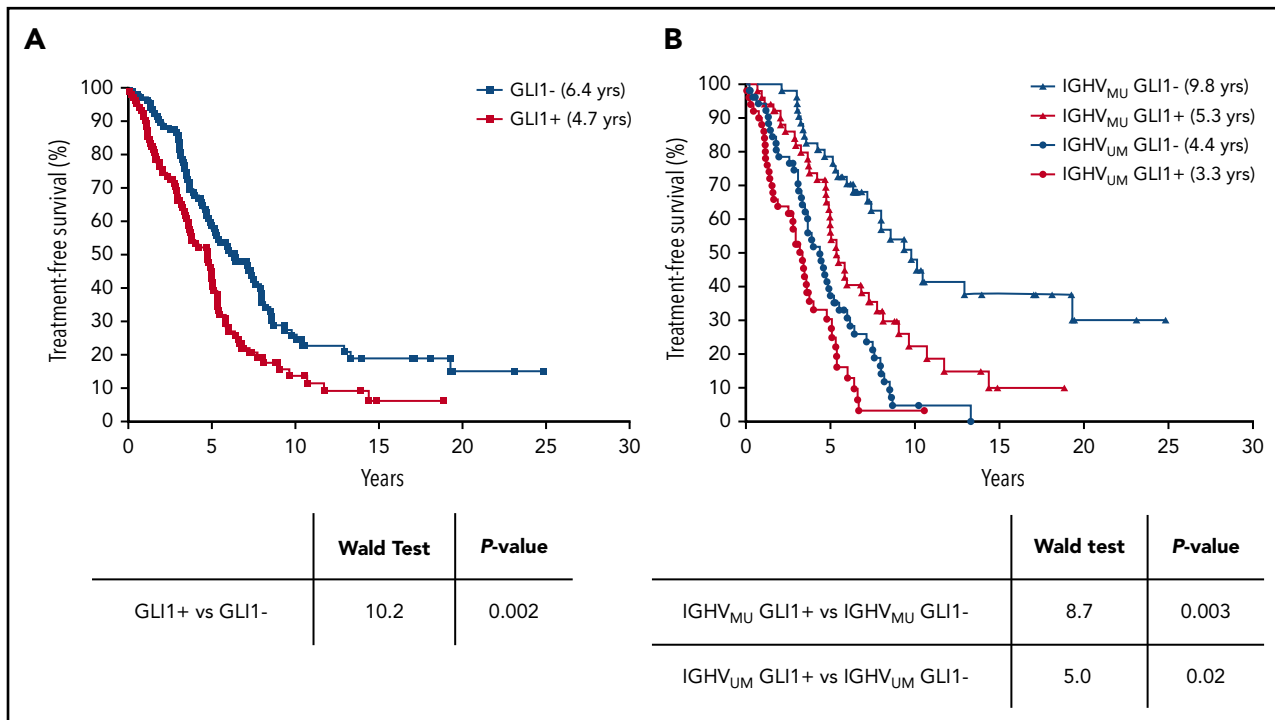 A
100
90
80
70
60
50
40
30
20
10
0
Treatment-free survival (%)
0 5 10 15 20 25 30
Years
GLI1- (6.4 yrs)
GLI1+ (4.7 yrs)
Wald Test P-value
GLI1+ vs GLI1- 10.2 0.002
B
100
90
80
70
60
50
40
30
20
10
0
Treatment-free survival (%)
0 5 10 15 20 25 30
Years
IGHVMU GLI1- (9.8 yrs)
IGHVMU GLI1+ (5.3 yrs)
IGHVUM GLI1- (4.4 yrs)
IGHVUM GLI1+ (3.3 yrs)
Wald test P-value
IGHVMU GLI1+ vs IGHVMU GLI1- 8.7 0.003
IGHVUM GLI1+ vs IGHVUM GLI1- 5.0 0.02